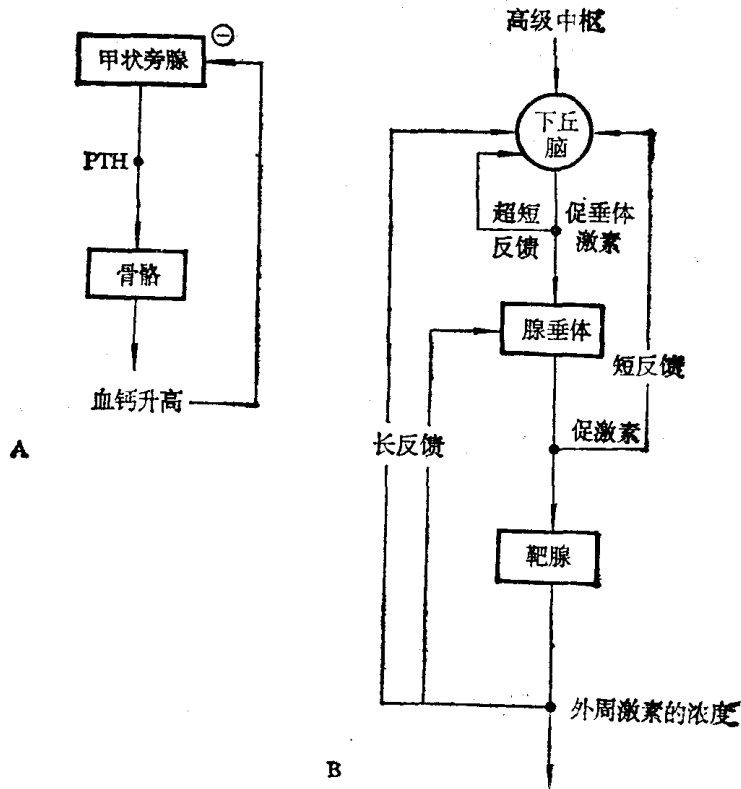 甲状旁腺
⊖
PTH
骨骼
血钙升高
A
高级中枢
下丘
脑
超短
反馈
促垂体
激素
腺垂体
短反馈
促激素
长反馈
靶腺
外周激素的浓度
B